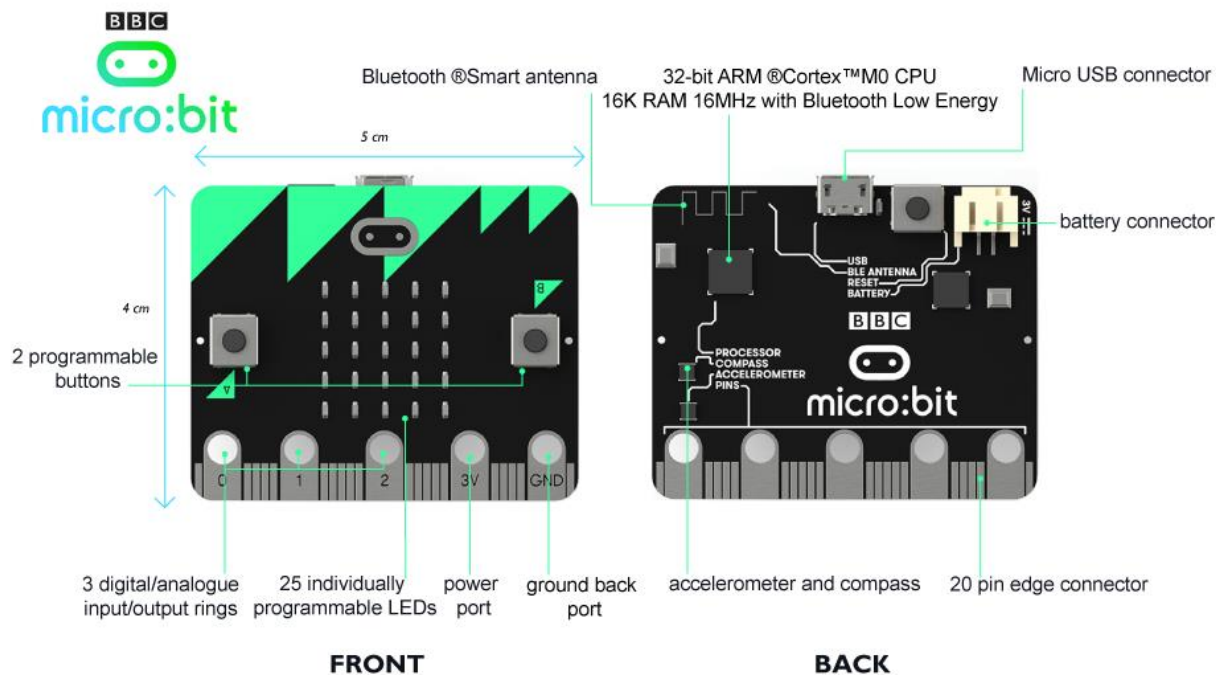 BBC
micro:bit
Bluetooth ®Smart antenna
32-bit ARM ®Cortex™M0 CPU
16K RAM 16MHz with Bluetooth Low Energy
Micro USB connector
5 cm
4 cm
battery connector
2 programmable
buttons
B
A
0
1
2
3V
GND
3V
USB
BLE ANTENNA
RESET
BATTERY
BBC
PROCESSOR
COMPASS
ACCELEROMETER
PINS
micro:bit
3 digital/analogue
input/output rings
25 individually
programmable LEDs
power
port
ground back
port
accelerometer and compass
20 pin edge connector
FRONT
BACK